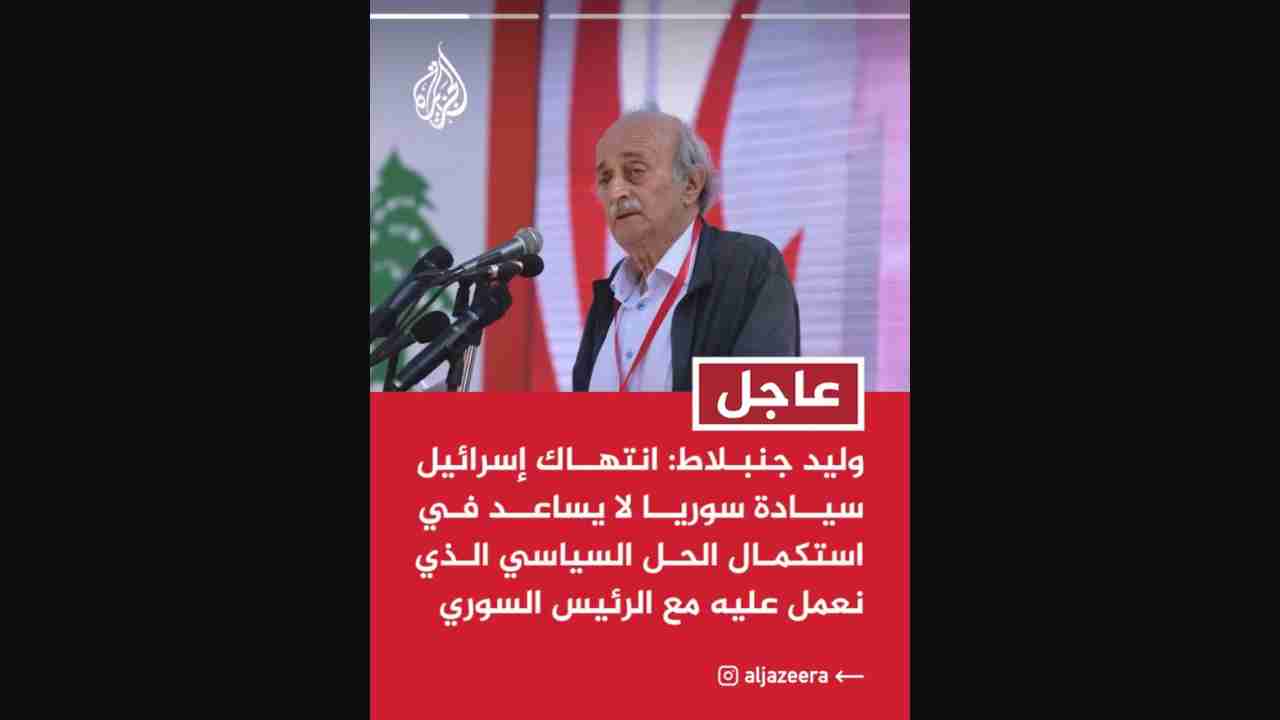 الجزيرة
عاجل
وليد جنبلاط: انتهاك إسرائيل
سيادة سوريا لا يساعد في
استكمال الحل السياسي الذي
نعمل عليه مع الرئيس السوري
aljazeera